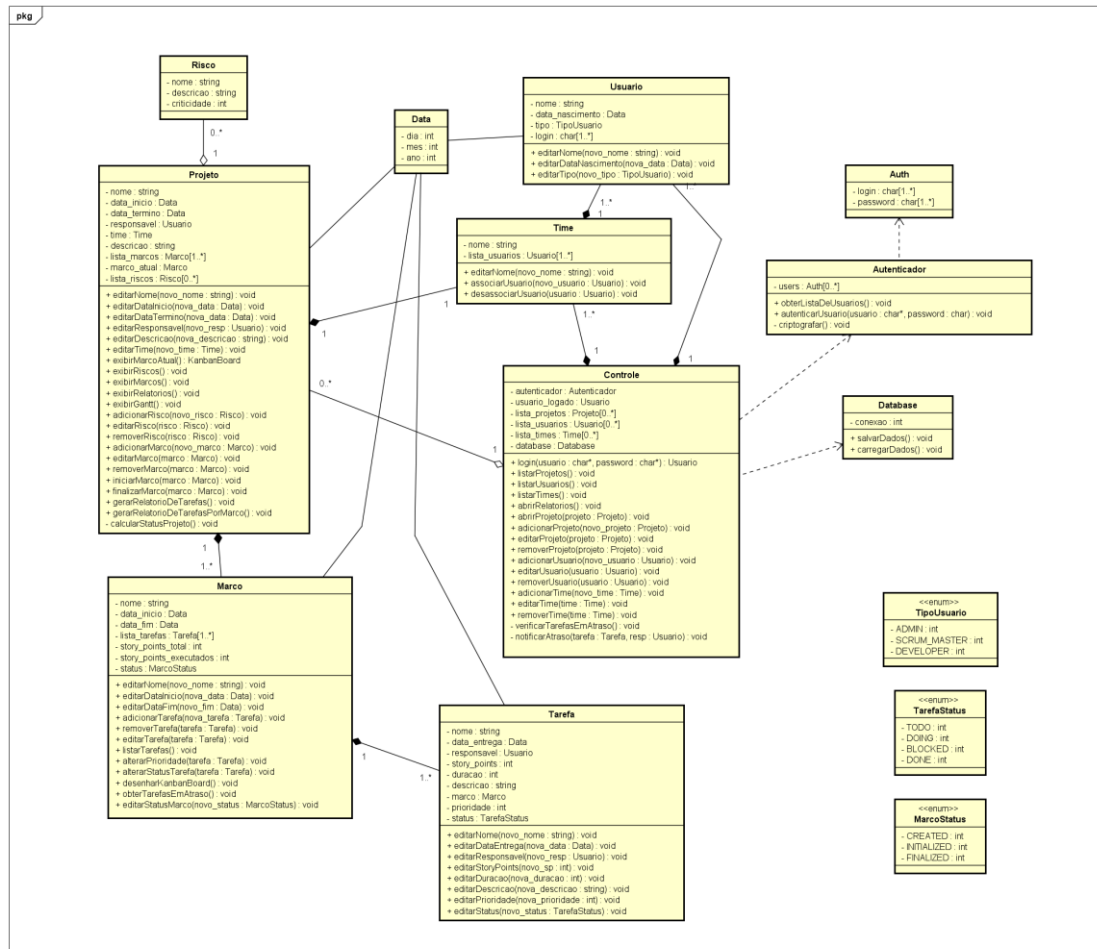 pkg
Risco
- nome : string
- descricao : string
- criticidade : int
0..*
1
Projeto
- nome : string
- data_inicio : Data
- data_termino : Data
- responsavel : Usuario
- time : Time
- descricao : string
- lista_marcos : Marco[1..*]
- marco_atual : Marco
- lista_riscos : Risco[0..*]
+ editarNome(novo_nome : string) : void
+ editarDataInicio(nova_data : Data) : void
+ editarDataTermino(nova_data : Data) : void
+ editarResponsavel(novo_resp : Usuario) : void
+ editarDescricao(nova_descricao : string) : void
+ editarTime(novo_time : Time) : void
+ exibirMarcoAtual() : KanbanBoard
+ exibirRiscos() : void
+ exibirMarcos() : void
+ exibirRelatorios() : void
+ exibirGantt() : void
+ adicionarRisco(novo_risco : Risco) : void
+ editarRisco(risco : Risco) : void
+ removerRisco(risco : Risco) : void
+ adicionarMarco(novo_marco : Marco) : void
+ editarMarco(marco : Marco) : void
+ removerMarco(marco : Marco) : void
+ iniciarMarco(marco : Marco) : void
+ finalizarMarco(marco : Marco) : void
+ gerarRelatorioDeTarefas() : void
+ gerarRelatorioDeTarefasPorMarco() : void
- calcularStatusProjeto() : void
1
1..*
Marco
- nome : string
- data_inicio : Data
- data_fim : Data
- lista_tarefas : Tarefa[1..*]
- story_points_total : int
- story_points_executados : int
- status : MarcoStatus
+ editarNome(novo_nome : string) : void
+ editarDataInicio(nova_data : Data) : void
+ editarDataFim(novo_fim : Data) : void
+ adicionarTarefa(nova_tarefa : Tarefa) : void
+ removerTarefa(tarefa : Tarefa) : void
+ editarTarefa(tarefa : Tarefa) : void
+ listarTarefas() : void
+ alterarPrioridade(tarefa : Tarefa) : void
+ alterarStatusTarefa(tarefa : Tarefa) : void
+ desenharKanbanBoard() : void
+ obterTarefasEmAtraso() : void
+ editarStatusMarco(novo_status : MarcoStatus) : void
1
1..*
Data
- dia : int
- mes : int
- ano : int
Usuario
- nome : string
- data_nascimento : Data
- tipo : TipoUsuario
- login : char[1..*]
+ editarNome(novo_nome : string) : void
+ editarDataNascimento(nova_data : Data) : void
+ editarTipo(novo_tipo : TipoUsuario) : void
1..*
1
Time
- nome : string
- lista_usuarios : Usuario[1..*]
+ editarNome(novo_nome : string) : void
+ associarUsuario(novo_usuario : Usuario) : void
+ desassociarUsuario(usuario : Usuario) : void
1
1
1..*
1
1
0..*
1
Controle
- autenticador : Autenticador
- usuario_logado : Usuario
- lista_projetos : Projeto[0..*]
- lista_usuarios : Usuario[0..*]
- lista_times : Time[0..*]
- database : Database
+ login(usuario : char*, password : char*) : Usuario
+ listarProjetos() : void
+ listarUsuarios() : void
+ listarTimes() : void
+ abrirRelatorios() : void
+ abrirProjeto(projeto : Projeto) : void
+ adicionarProjeto(novo_projeto : Projeto) : void
+ editarProjeto(projeto : Projeto) : void
+ removerProjeto(projeto : Projeto) : void
+ adicionarUsuario(novo_usuario : Usuario) : void
+ editarUsuario(usuario : Usuario) : void
+ removerUsuario(usuario : Usuario) : void
+ adicionarTime(novo_time : Time) : void
+ editarTime(time : Time) : void
+ removerTime(time : Time) : void
- verificarTarefasEmAtraso() : void
- notificarAtraso(tarefa : Tarefa, resp : Usuario) : void
Tarefa
- nome : string
- data_entrega : Data
- responsavel : Usuario
- story_points : int
- duracao : int
- descricao : string
- marco : Marco
- prioridade : int
- status : TarefaStatus
+ editarNome(novo_nome : string) : void
+ editarDataEntrega(nova_data : Data) : void
+ editarResponsavel(novo_resp : Usuario) : void
+ editarStoryPoints(novo_sp : int) : void
+ editarDuracao(nova_duracao : int) : void
+ editarDescricao(nova_descricao : string) : void
+ editarPrioridade(nova_prioridade : int) : void
+ editarStatus(novo_status : TarefaStatus) : void
Auth
- login : char[1..*]
- password : char[1..*]
Autenticador
- users : Auth[0..*]
+ obterListaDeUsuarios() : void
+ autenticarUsuario(usuario : char*, password : char) : void
- criptografar() : void
Database
- conexao : int
+ salvarDados() : void
+ carregarDados() : void
<<enum>>
TipoUsuario
- ADMIN : int
- SCRUM_MASTER : int
- DEVELOPER : int
<<enum>>
TarefaStatus
- TODO : int
- DOING : int
- BLOCKED : int
- DONE : int
<<enum>>
MarcoStatus
- CREATED : int
- INITIALIZED : int
- FINALIZED : int